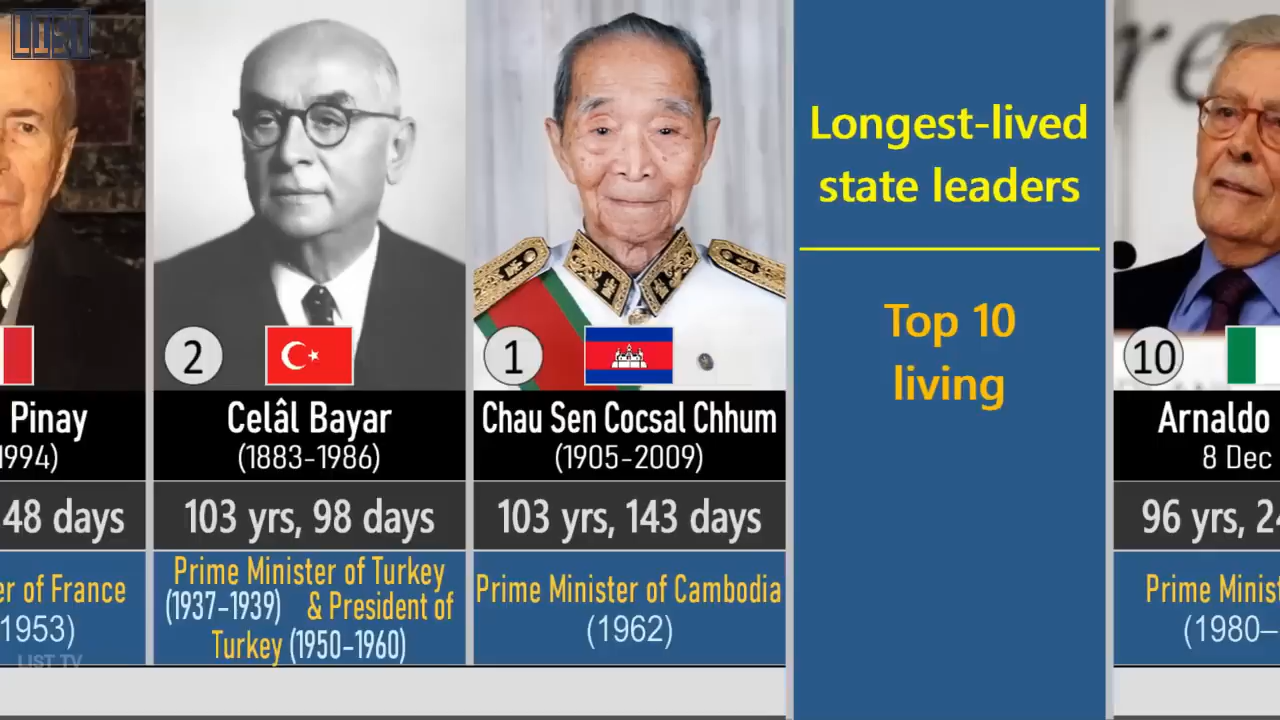 LIST
Pinay
1994)
48 days
er of France
1953)
LIST TV
2
Celâl Bayar
(1883-1986)
103 yrs, 98 days
Prime Minister of Turkey
(1937-1939) & President of
Turkey (1950-1960)
1
Chau Sen Cocsal Chhum
(1905-2009)
103 yrs, 143 days
Prime Minister of Cambodia
(1962)
Longest-lived
state leaders
Top 10
living
re
10
Arnaldo
8 Dec
96 yrs, 2
Prime Minist
(1980–